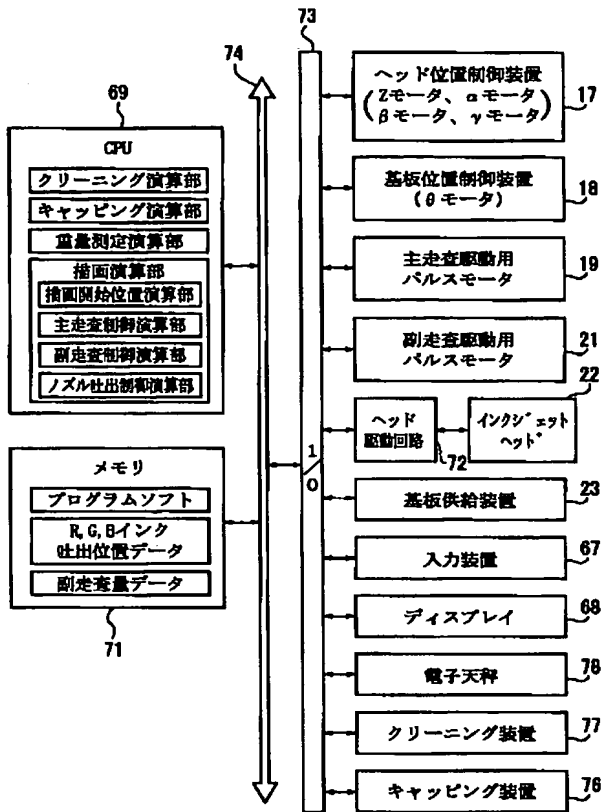 73
74
69
CPU
クリーニング演算部
キャッピング演算部
重量測定演算部
描画演算部
描画開始位置演算部
主走査制御演算部
副走査制御演算部
ノズル吐出制御演算部
メモリ
プログラムソフト
R,G,Bインク
吐出位置データ
副走査量データ
71
I/O
ヘッド位置制御装置
(Zモータ、αモータ
βモータ、γモータ)
17
基板位置制御装置
(θモータ)
18
主走査駆動用
パルスモータ
19
副走査駆動用
パルスモータ
21
ヘッド
駆動回路
72
インクジェット
ヘッド
22
基板供給装置
23
入力装置
67
ディスプレイ
68
電子天秤
78
クリーニング装置
77
キャッピング装置
76